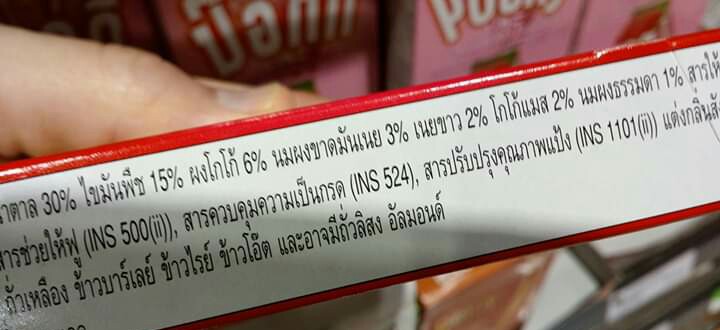 ป๊อกกี้
Pocky
น้ำตาล 30% ไขมันพืช 15% ผงโกโก้ 6% นมผงขาดมันเนย 3% เนยขาว 2% โกโก้แมส 2% นมผงธรรมดา 1% สารให้
สารช่วยให้ฟู (INS 500(ii)), สารควบคุมความเป็นกรด (INS 524), สารปรับปรุงคุณภาพแป้ง (INS 1101(ii)) แต่งกลิ่นสั
ถั่วเหลือง ข้าวบาร์เลย์ ข้าวไรย์ ข้าวโอ๊ต และอาจมีถั่วลิสง อัลมอนด์